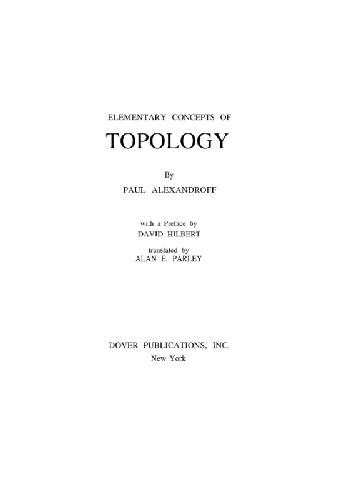 ELEMENTARY CONCEPTS OF
TOPOLOGY
By
PAUL ALEXANDROFF
with a Preface by
DAVID HILBERT
translated by
ALAN E. FARLEY
DOVER PUBLICATIONS, INC.
New York